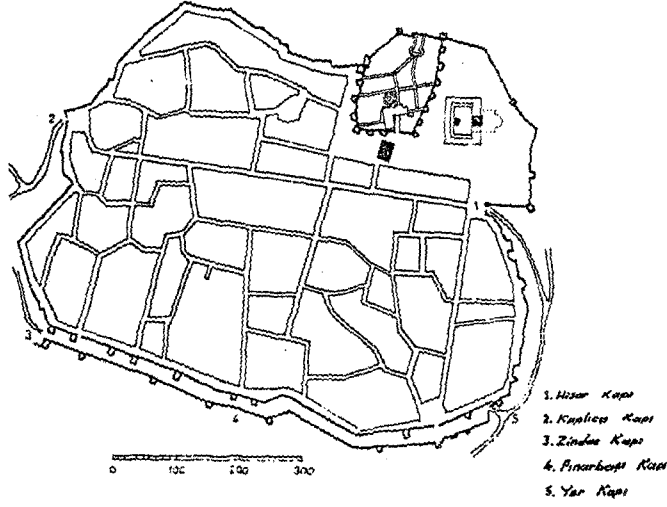 2
1
3
4
5
0 100 200 300
1. Hisar Kapı
2. Kaplıca Kapı
3. Zindan Kapı
4. Pınarbaşı Kapı
5. Yer Kapı